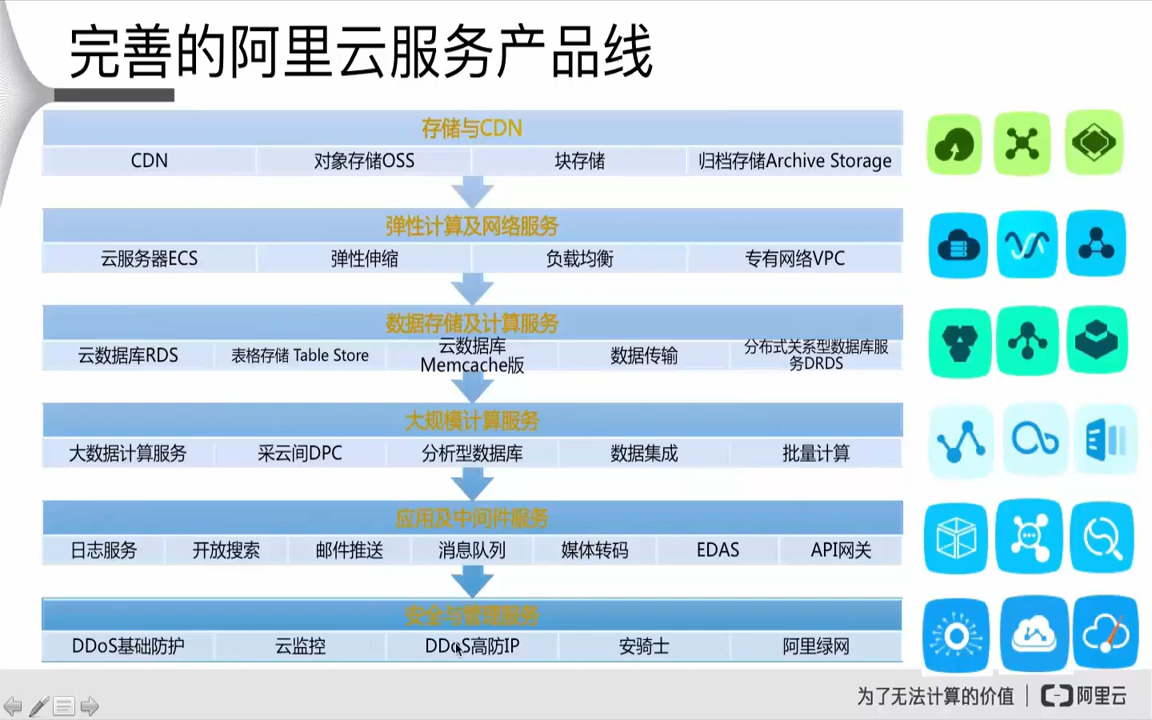 完善的阿里云服务产品线
存储与CDN
CDN 对象存储OSS 块存储 归档存储Archive Storage
弹性计算及网络服务
云服务器ECS 弹性伸缩 负载均衡 专有网络VPC
数据存储及计算服务
云数据库RDS 表格存储 Table Store 云数据库 数据传输 分布式关系型数据库服
Memcache版 务DRDS
大规模计算服务
大数据计算服务 采云间DPC 分析型数据库 数据集成 批量计算
应用及中间件服务
日志服务 开放搜索 邮件推送 消息队列 媒体转码 EDAS API网关
安全与管理服务
DDoS基础防护 云监控 DDoS高防IP 安骑士 阿里绿网
为了无法计算的价值 阿里云